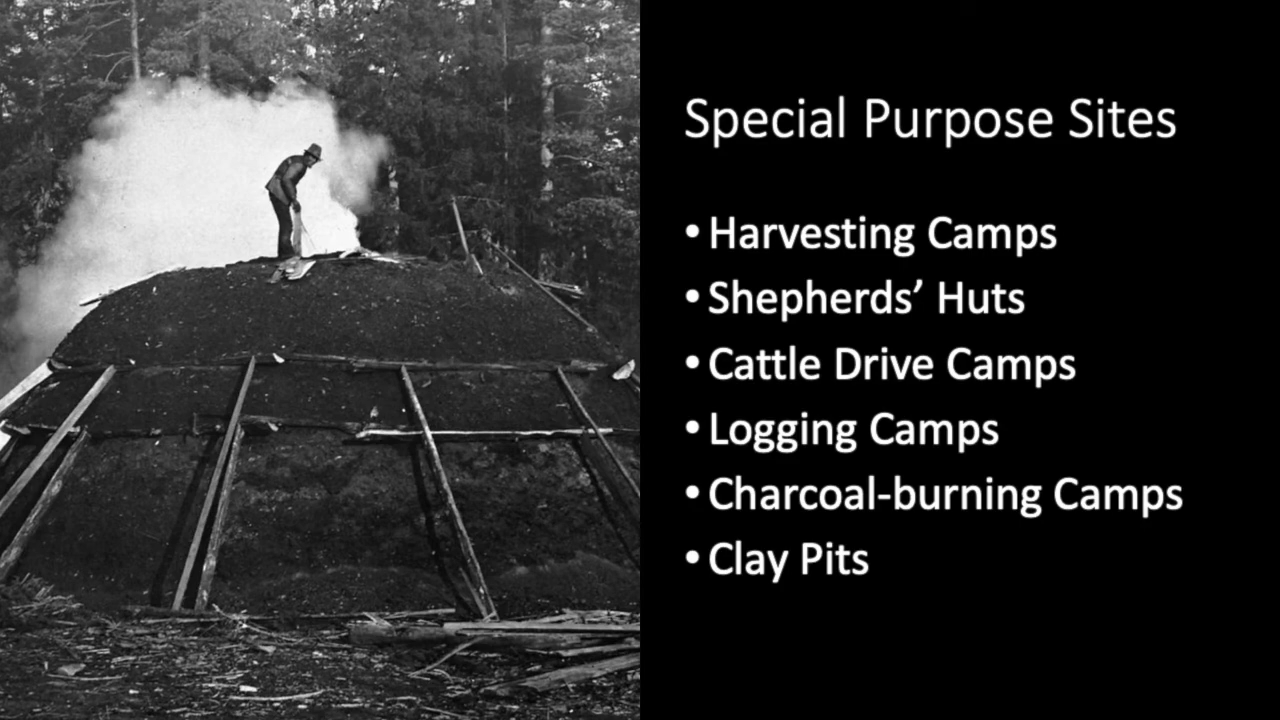 Special Purpose Sites
• Harvesting Camps
• Shepherds’ Huts
• Cattle Drive Camps
• Logging Camps
• Charcoal-burning Camps
• Clay Pits